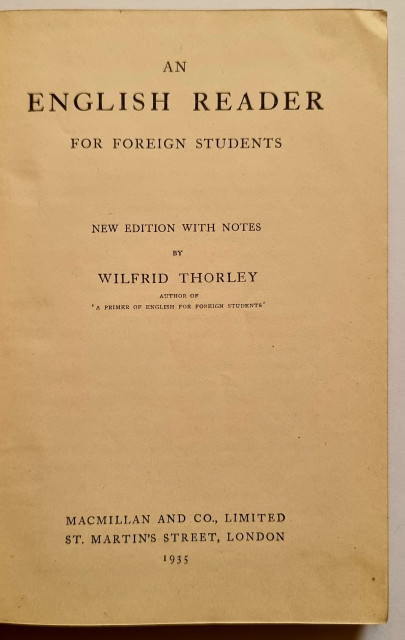 AN
ENGLISH READER
FOR FOREIGN STUDENTS
NEW EDITION WITH NOTES
BY
WILFRID THORLEY
AUTHOR OF
'A PRIMER OF ENGLISH FOR FOREIGN STUDENTS'
MACMILLAN AND CO., LIMITED
ST. MARTIN'S STREET, LONDON
1935